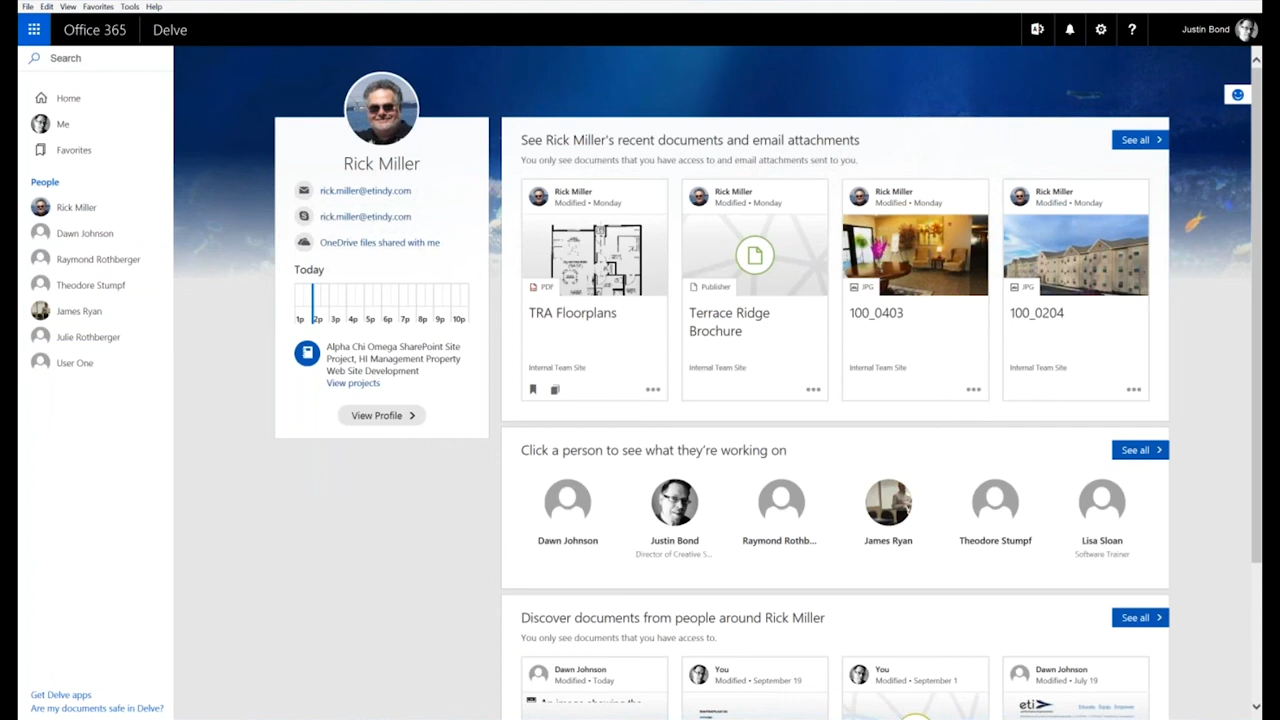 File Edit View Favorites Tools Help
Office 365 Delve
? Justin Bond
Search
Home
Me
Favorites
People
Rick Miller
Dawn Johnson
Raymond Rothberger
Theodore Stumpf
James Ryan
Julie Rothberger
User One
Get Delve apps
Are my documents safe in Delve?
Rick Miller
rick.miller@etindy.com
rick.miller@etindy.com
OneDrive files shared with me
Today
1p 2p 3p 4p 5p 6p 7p 8p 9p 10p
Alpha Chi Omega SharePoint Site
Project, HI Management Property
Web Site Development
View projects
View Profile
See Rick Miller's recent documents and email attachments
See all
You only see documents that you have access to and email attachments sent to you.
Rick Miller
Modified • Monday
PDF
TRA Floorplans
Internal Team Site
Rick Miller
Modified • Monday
Publisher
Terrace Ridge
Brochure
Internal Team Site
Rick Miller
Modified • Monday
JPG
100_0403
Internal Team Site
Rick Miller
Modified • Monday
JPG
100_0204
Internal Team Site
Click a person to see what they're working on
See all
Dawn Johnson
Justin Bond
Director of Creative S...
Raymond Rothb...
James Ryan
Theodore Stumpf
Lisa Sloan
Software Trainer
Discover documents from people around Rick Miller
See all
You only see documents that you have access to.
Dawn Johnson
Modified • Today
An image showing the
You
Modified • September 19
You
Modified • September 1
Dawn Johnson
Modified • July 19
eti